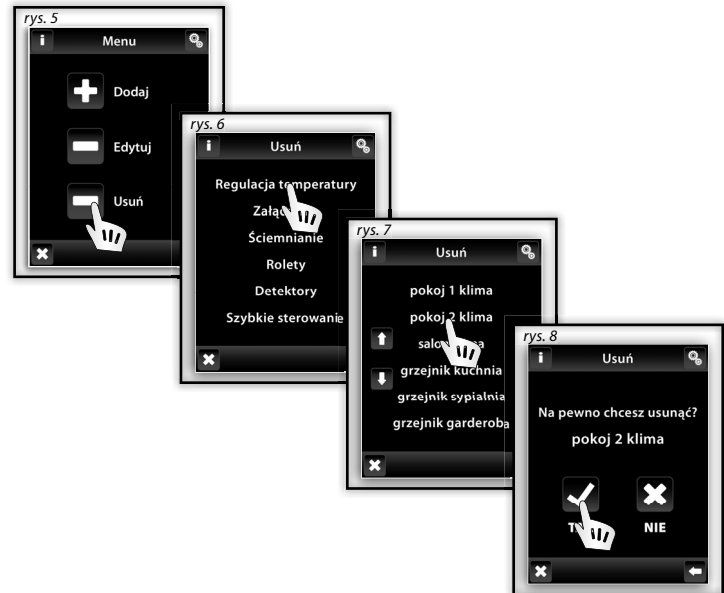 rys. 5
i Menu
Dodaj
Edytuj
Usuń
rys. 6
i Usuń
Regulacja temperatury
Ściemnianie
Rolety
Detektory
Szybkie sterowanie
rys. 7
i Usuń
pokoj 1 klima
pokoj 2 klima
grzejnik kuchnia
grzejnik sypialnia
grzejnik garderoba
rys. 8
i Usuń
Na pewno chcesz usunąć?
pokoj 2 klima
NIE